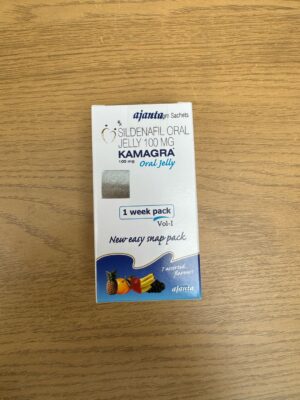 ajanta
Sachets
SILDENAFIL ORAL
JELLY 100 MG
KAMAGRA
100 mg
Oral Jelly
1 week pack
Vol-1
New easy snap pack
7 assorted
flavours
ajanta